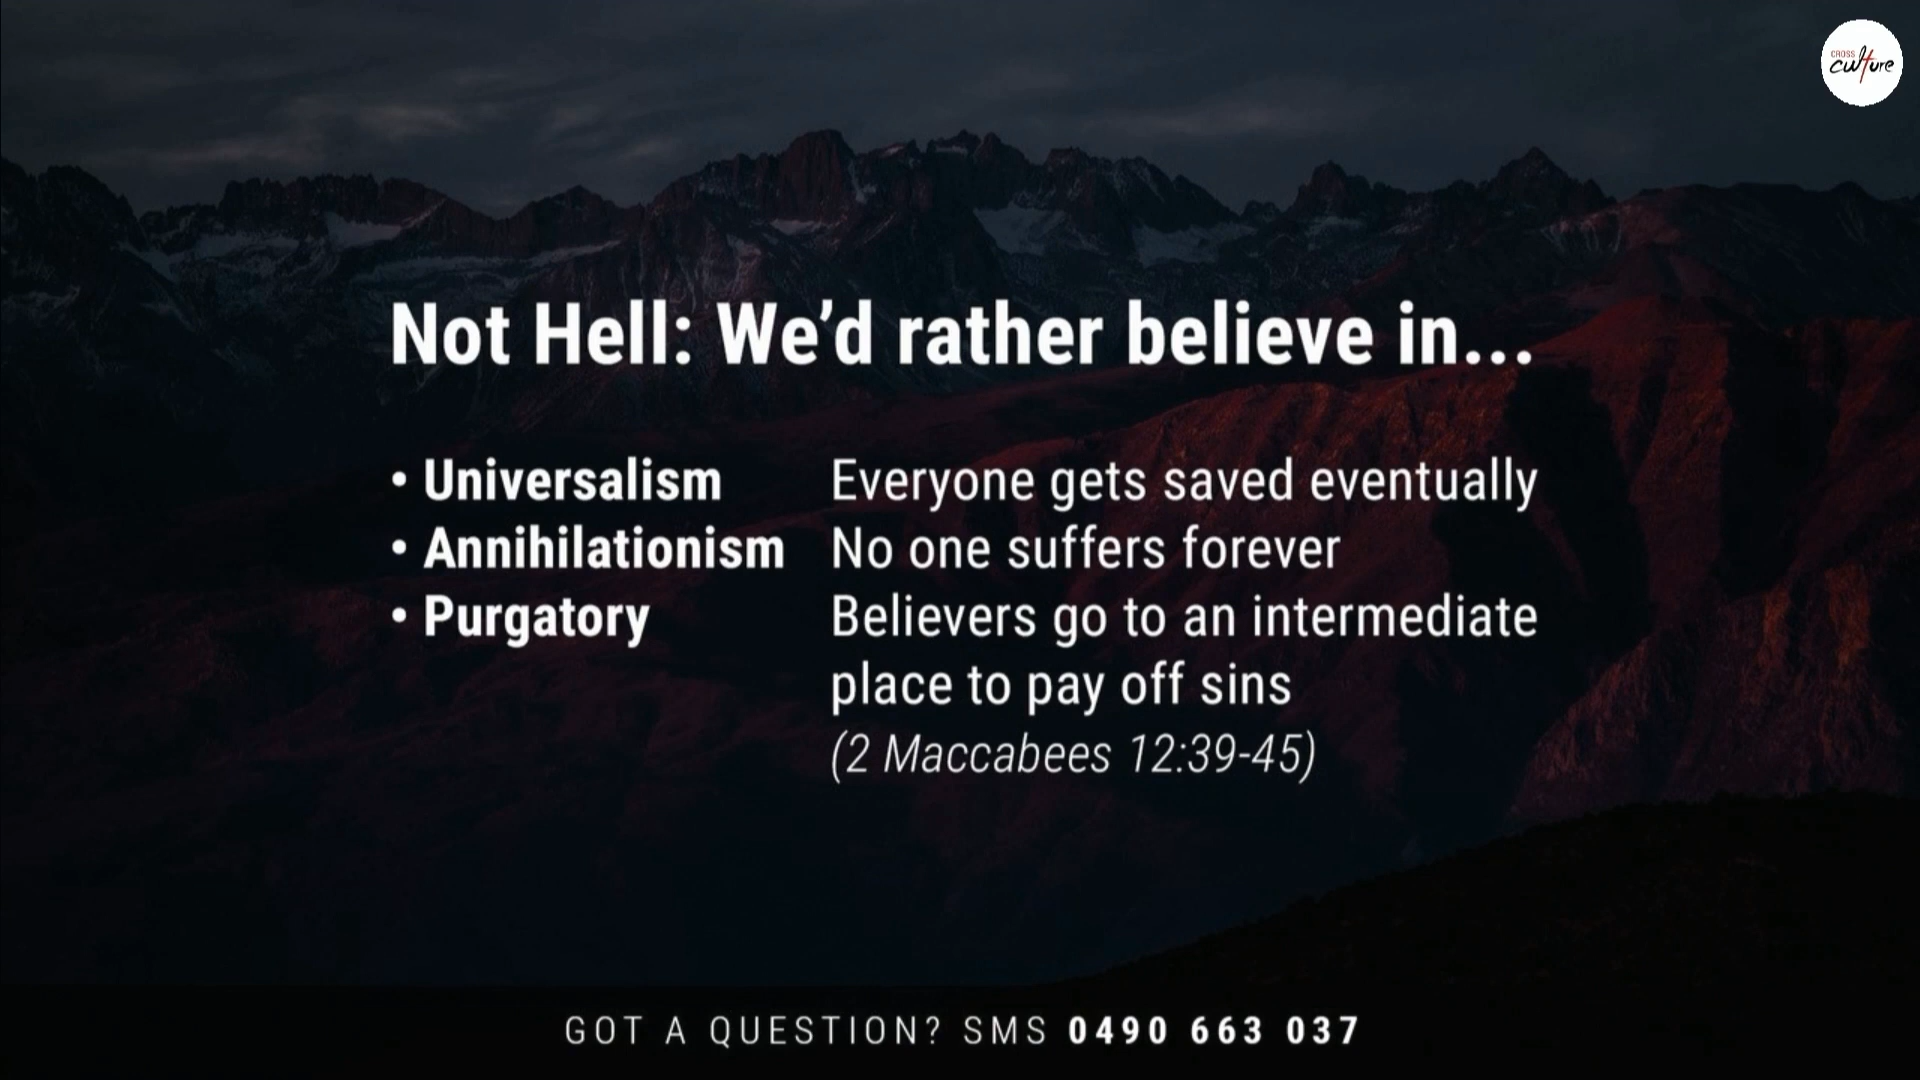 CROSS
culture
Not Hell: We’d rather believe in...
• Universalism Everyone gets saved eventually
• Annihilationism No one suffers forever
• Purgatory Believers go to an intermediate
place to pay off sins
(2 Maccabees 12:39-45)
GOT A QUESTION? SMS 0490 663 037